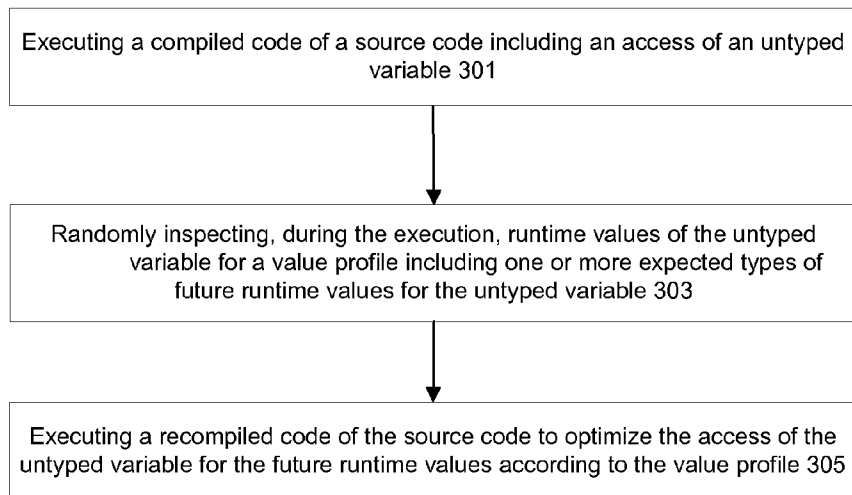 Executing a compiled code of a source code including an access of an untyped
variable 301
Randomly inspecting, during the execution, runtime values of the untyped
variable for a value profile including one or more expected types of
future runtime values for the untyped variable 303
Executing a recompiled code of the source code to optimize the access of the
untyped variable for the future runtime values according to the value profile 305